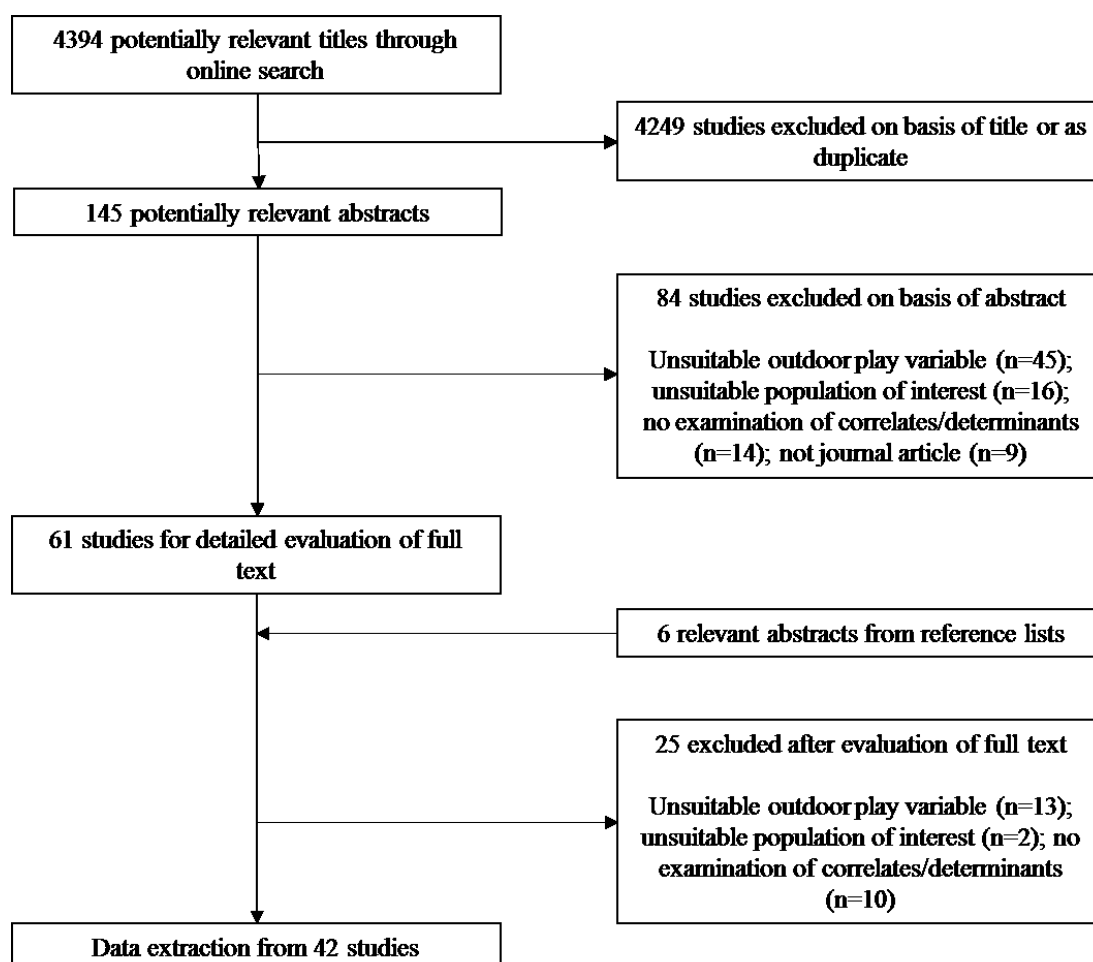 4394 potentially relevant titles through
online search
4249 studies excluded on basis of title or as
duplicate
145 potentially relevant abstracts
84 studies excluded on basis of abstract
Unsuitable outdoor play variable (n=45);
unsuitable population of interest (n=16);
no examination of correlates/determinants
(n=14); not journal article (n=9)
61 studies for detailed evaluation of full
text
6 relevant abstracts from reference lists
25 excluded after evaluation of full text
Unsuitable outdoor play variable (n=13);
unsuitable population of interest (n=2); no
examination of correlates/determinants
(n=10)
Data extraction from 42 studies